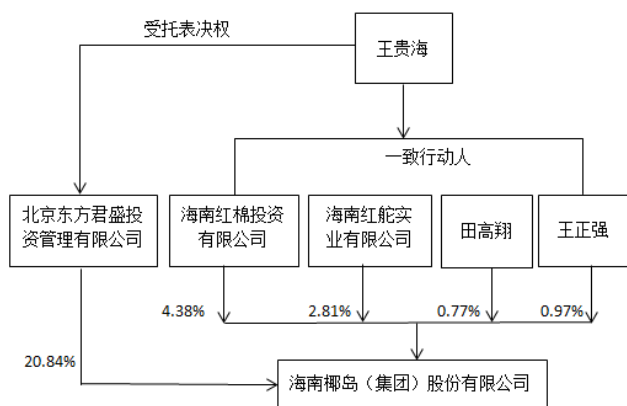 受托表决权
王贵海
一致行动人
北京东方君盛投
资管理有限公司
海南红棉投资
有限公司
海南红舵实
业有限公司
田高翔
王正强
4.38%
2.81%
0.77%
0.97%
20.84%
海南椰岛（集团）股份有限公司